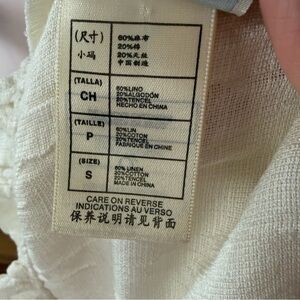 (尺寸)
小码
60%麻布
20%棉
20%天丝
中国制造
(TALLA)
CH
60%LINO
20%ALGODÓN
20%TENCEL
HECHO EN CHINA
(TAILLE)
P
60%LIN
20%COTON
20%TENCEL
FABRIQUE EN CHINE
(SIZE)
S
60% LINEN
20%COTTON
20%TENCEL
MADE IN CHINA
CARE ON REVERSE
INDICATIONS AU VERSO
保养说明请见背面